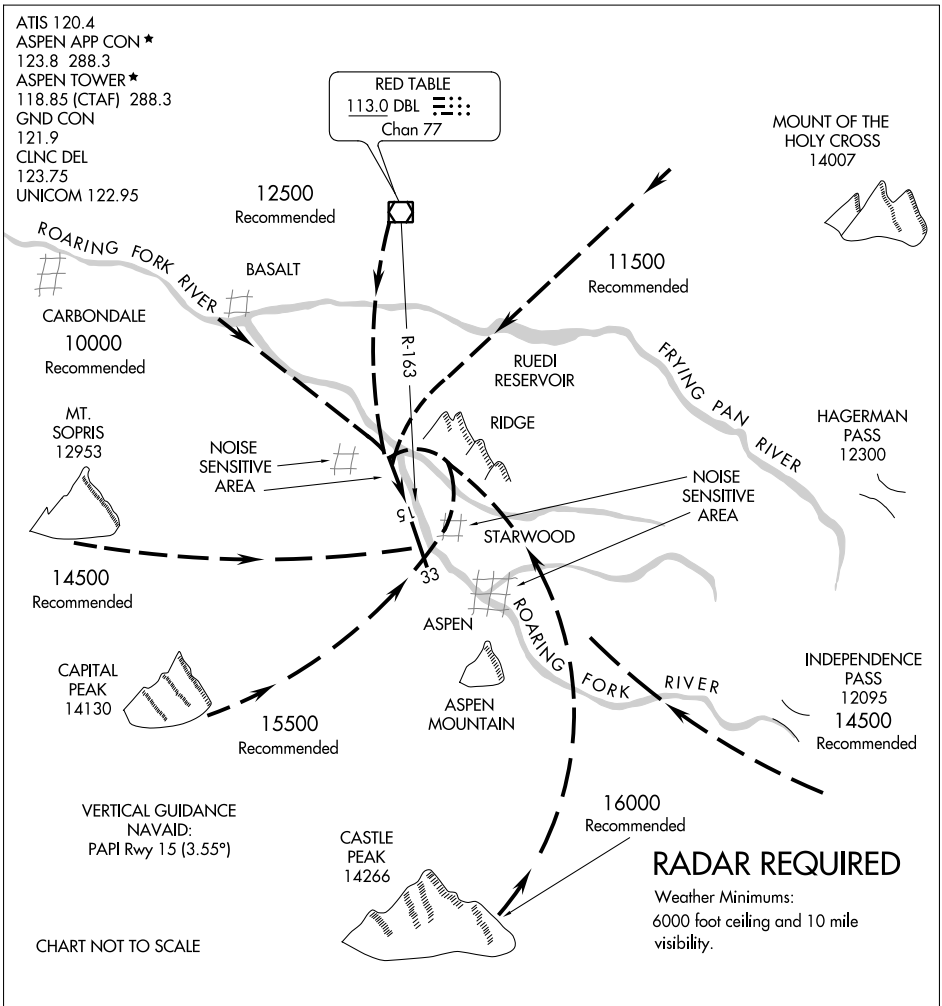 ATIS 120.4
ASPEN APP CON ★
123.8 288.3
ASPEN TOWER ★
118.85 (CTAF) 288.3
GND CON
121.9
CLNC DEL
123.75
UNICOM 122.95
RED TABLE
113.0 DBL
Chan 77
MOUNT OF THE
HOLY CROSS
14007
12500
Recommended
11500
Recommended
ROARING FORK RIVER
BASALT
CARBONDALE
10000
Recommended
R-163
RUEDI
RESERVOIR
FRYING PAN RIVER
MT.
SOPRIS
12953
NOISE
SENSITIVE
AREA
RIDGE
HAGERMAN
PASS
12300
NOISE
SENSITIVE
AREA
15
STARWOOD
33
14500
Recommended
ASPEN
ROARING FORK RIVER
CAPITAL
PEAK
14130
15500
Recommended
ASPEN
MOUNTAIN
INDEPENDENCE
PASS
12095
14500
Recommended
VERTICAL GUIDANCE
NAVAID:
PAPI Rwy 15 (3.55°)
CASTLE
PEAK
14266
16000
Recommended
RADAR REQUIRED
Weather Minimums:
6000 foot ceiling and 10 mile
visibility.
CHART NOT TO SCALE